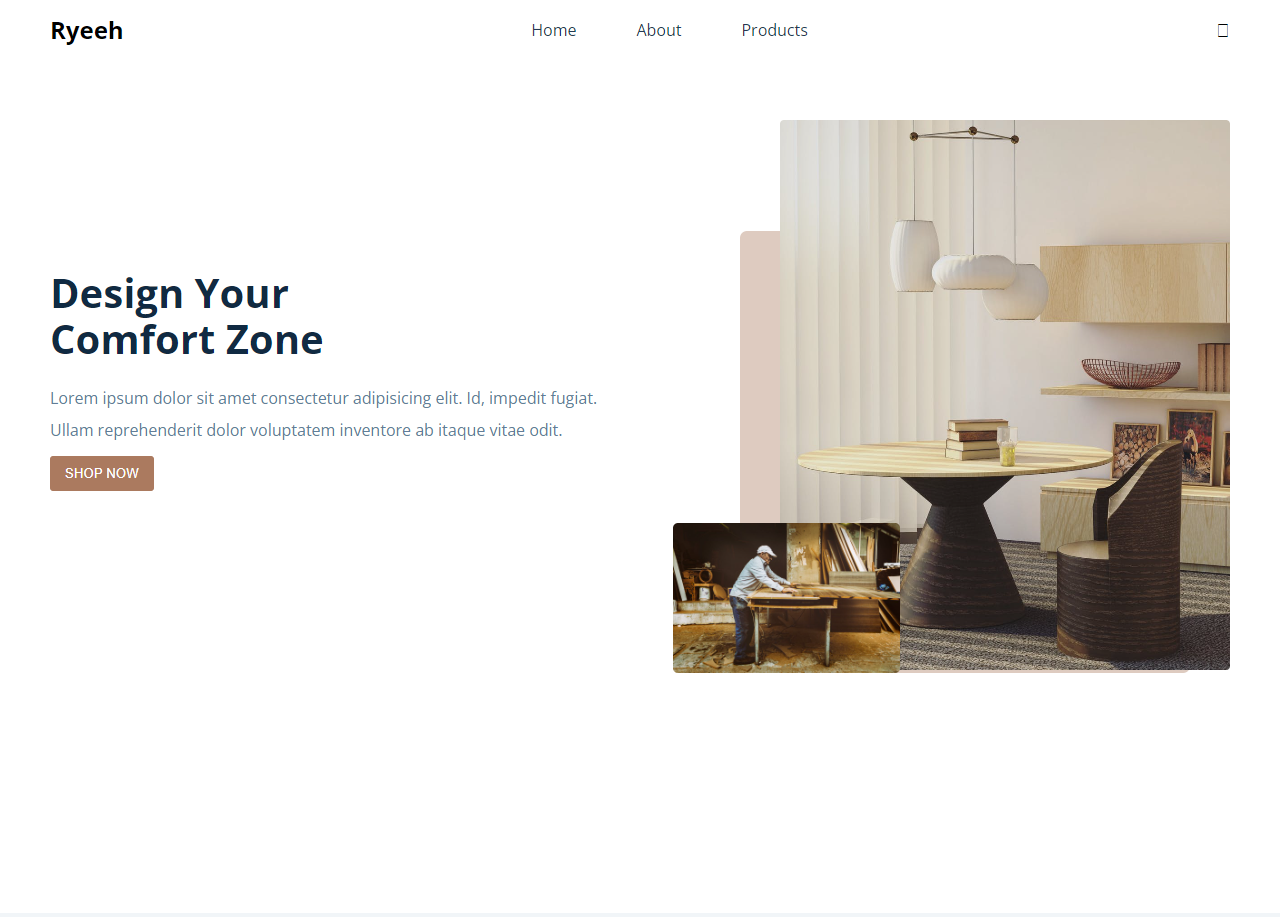 Ryeeh
Home About Products
Design Your
Comfort Zone
Lorem ipsum dolor sit amet consectetur adipisicing elit. Id, impedit fugiat.
Ullam reprehenderit dolor voluptatem inventore ab itaque vitae odit.
SHOP NOW